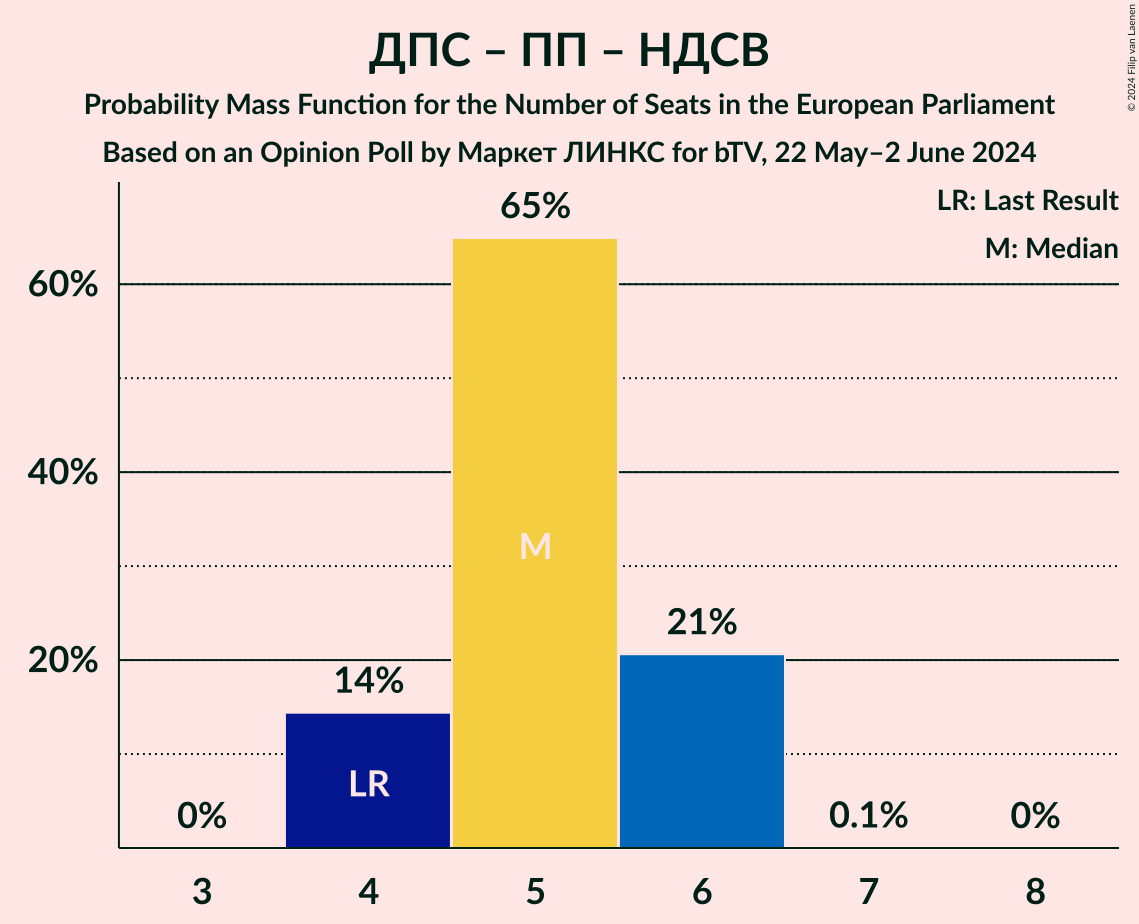 ДПС – ПП – НДСВ
Probability Mass Function for the Number of Seats in the European Parliament
Based on an Opinion Poll by Маркет ЛИНКС for bTV, 22 May–2 June 2024
© 2024 Filip van Laenen
LR: Last Result
M: Median
65%
60%
40%
M
21%
20%
14%
LR
0%
0.1%
0%
3 4 5 6 7 8